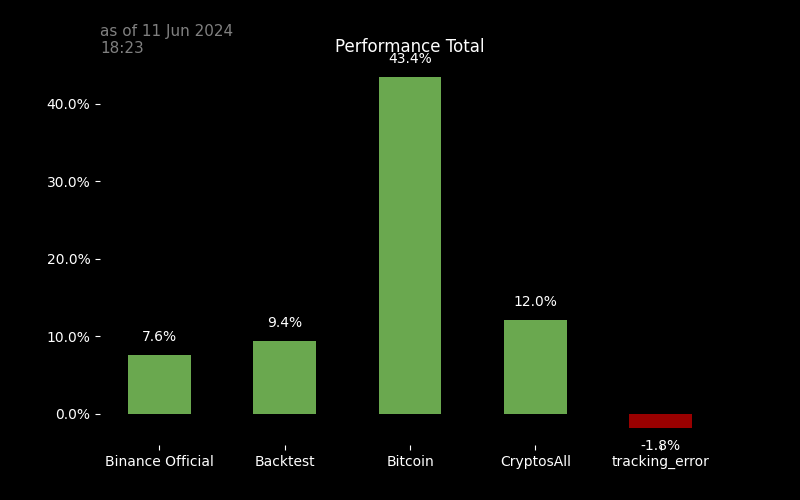 as of 11 Jun 2024
18:23
Performance Total
43.4%
40.0%
30.0%
20.0%
12.0%
10.0%
9.4%
7.6%
0.0%
-1.8%
Binance Official
Backtest
Bitcoin
CryptosAll
tracking_error